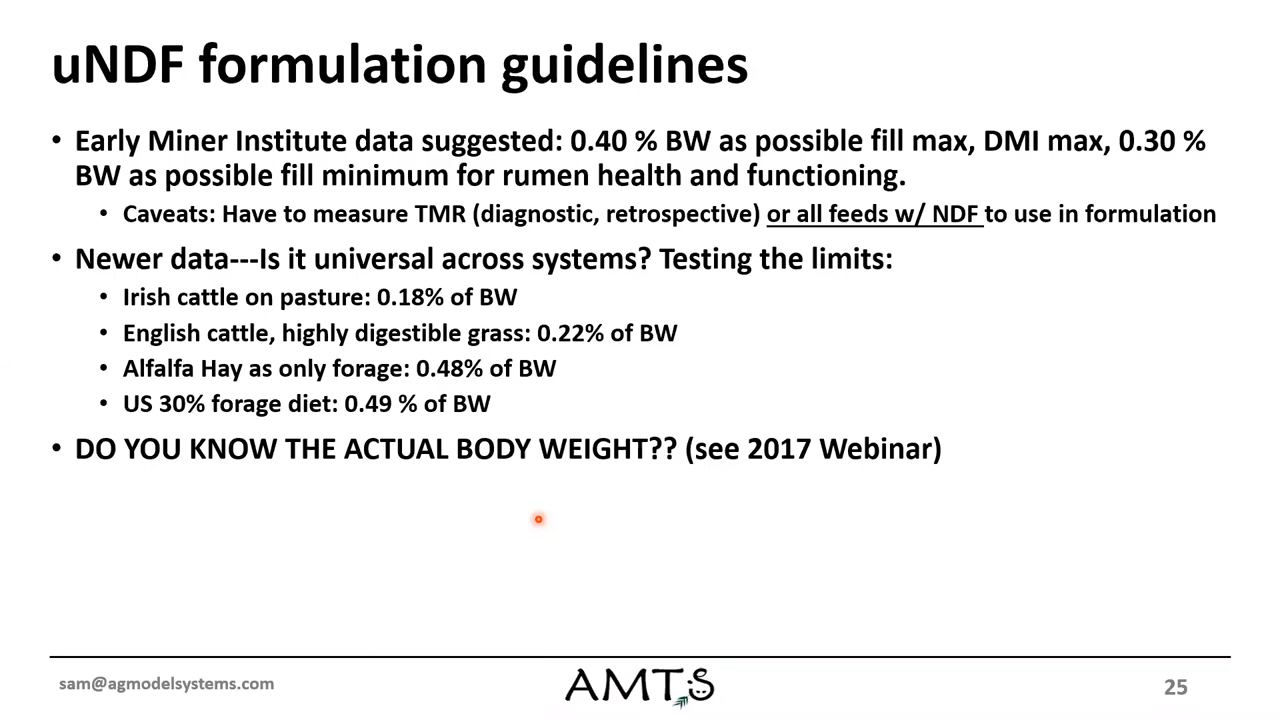 uNDF formulation guidelines
• Early Miner Institute data suggested: 0.40 % BW as possible fill max, DMI max, 0.30 %
BW as possible fill minimum for rumen health and functioning.
• Caveats: Have to measure TMR (diagnostic, retrospective) or all feeds w/ NDF to use in formulation
• Newer data---Is it universal across systems? Testing the limits:
• Irish cattle on pasture: 0.18% of BW
• English cattle, highly digestible grass: 0.22% of BW
• Alfalfa Hay as only forage: 0.48% of BW
• US 30% forage diet: 0.49 % of BW
• DO YOU KNOW THE ACTUAL BODY WEIGHT?? (see 2017 Webinar)
sam@agmodelsystems.com
AMTS
25